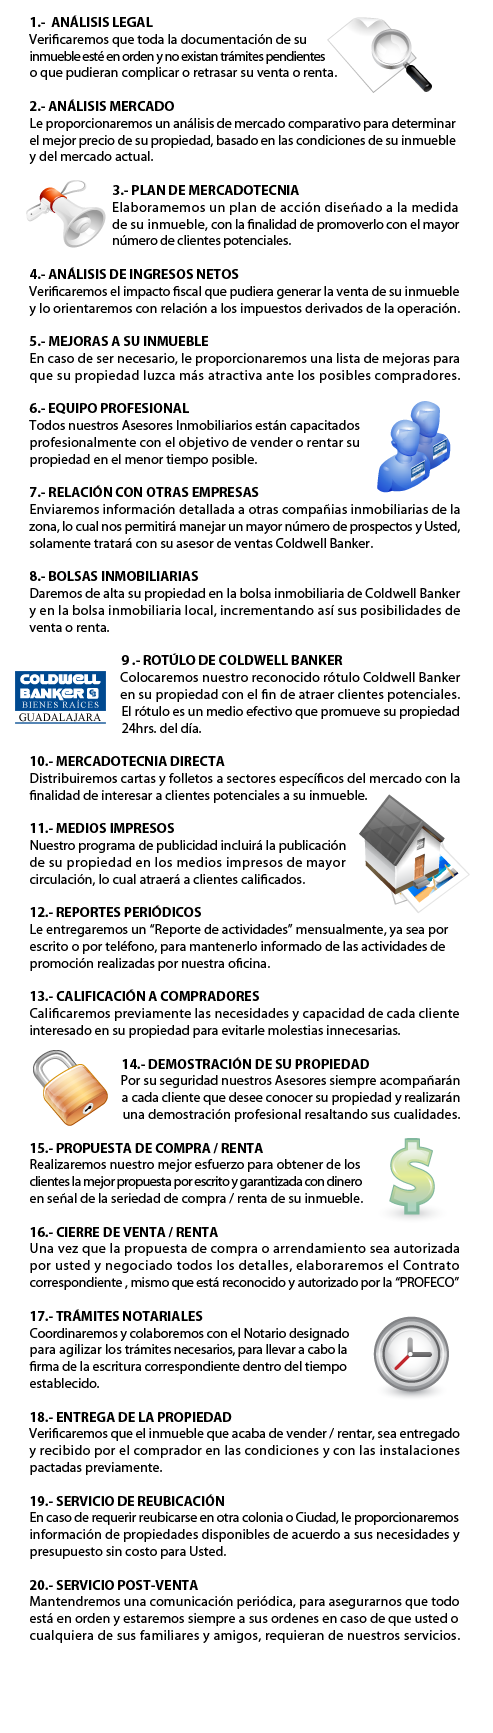 1.- ANÁLISIS LEGAL
Verificaremos que toda la documentación de su
inmueble esté en orden y no existan trámites pendientes
o que pudieran complicar o retrasar su venta o renta.
2.- ANÁLISIS MERCADO
Le proporcionaremos un análisis de mercado comparativo para determinar
el mejor precio de su propiedad, basado en las condiciones de su inmueble
y del mercado actual.
3.- PLAN DE MERCADOTECNIA
Elaboramemos un plan de acción diseñado a la medida
de su inmueble, con la finalidad de promoverlo con el mayor
número de clientes potenciales.
4.- ANÁLISIS DE INGRESOS NETOS
Verificaremos el impacto fiscal que pudiera generar la venta de su inmueble
y lo orientaremos con relación a los impuestos derivados de la operación.
5.- MEJORAS A SU INMUEBLE
En caso de ser necesario, le proporcionaremos una lista de mejoras para
que su propiedad luzca más atractiva ante los posibles compradores.
6.- EQUIPO PROFESIONAL
Todos nuestros Asesores Inmobiliarios están capacitados
profesionalmente con el objetivo de vender o rentar su
propiedad en el menor tiempo posible.
7.- RELACIÓN CON OTRAS EMPRESAS
Enviaremos información detallada a otras compañias inmobiliarias de la
zona, lo cual nos permitirá manejar un mayor número de prospectos y Usted,
solamente tratará con su asesor de ventas Coldwell Banker.
8.- BOLSAS INMOBILIARIAS
Daremos de alta su propiedad en la bolsa inmobiliaria de Coldwell Banker
y en la bolsa inmobiliaria local, incrementando así sus posibilidades de
venta o renta.
9 .- ROTÚLO DE COLDWELL BANKER
Colocaremos nuestro reconocido rótulo Coldwell Banker
en su propiedad con el fin de atraer clientes potenciales.
El rótulo es un medio efectivo que promueve su propiedad
24hrs. del día.
COLDWELL
BANKER CB
BIENES RAÍCES
GUADALAJARA
10.- MERCADOTECNIA DIRECTA
Distribuiremos cartas y folletos a sectores específicos del mercado con la
finalidad de interesar a clientes potenciales a su inmueble.
11.- MEDIOS IMPRESOS
Nuestro programa de publicidad incluirá la publicación
de su propiedad en los medios impresos de mayor
circulación, lo cual atraerá a clientes calificados.
12.- REPORTES PERIÓDICOS
Le entregaremos un “Reporte de actividades” mensualmente, ya sea por
escrito o por teléfono, para mantenerlo informado de las actividades de
promoción realizadas por nuestra oficina.
13.- CALIFICACIÓN A COMPRADORES
Calificaremos previamente las necesidades y capacidad de cada cliente
interesado en su propiedad para evitarle molestias innecesarias.
14.- DEMOSTRACIÓN DE SU PROPIEDAD
Por su seguridad nuestros Asesores siempre acompañarán
a cada cliente que desee conocer su propiedad y realizarán
una demostración profesional resaltando sus cualidades.
15.- PROPUESTA DE COMPRA / RENTA
Realizaremos nuestro mejor esfuerzo para obtener de los
clientes la mejor propuesta por escrito y garantizada con dinero
en señal de la seriedad de compra / renta de su inmueble.
16.- CIERRE DE VENTA / RENTA
Una vez que la propuesta de compra o arrendamiento sea autorizada
por usted y negociado todos los detalles, elaboraremos el Contrato
correspondiente , mismo que está reconocido y autorizado por la “PROFECO”
17.- TRÁMITES NOTARIALES
Coordinaremos y colaboremos con el Notario designado
para agilizar los trámites necesarios, para llevar a cabo la
firma de la escritura correspondiente dentro del tiempo
establecido.
18.- ENTREGA DE LA PROPIEDAD
Verificaremos que el inmueble que acaba de vender / rentar, sea entregado
y recibido por el comprador en las condiciones y con las instalaciones
pactadas previamente.
19.- SERVICIO DE REUBICACIÓN
En caso de requerir reubicarse en otra colonia o Ciudad, le proporcionaremos
información de propiedades disponibles de acuerdo a sus necesidades y
presupuesto sin costo para Usted.
20.- SERVICIO POST-VENTA
Mantendremos una comunicación periódica, para asegurarnos que todo
está en orden y estaremos siempre a sus ordenes en caso de que usted o
cualquiera de sus familiares y amigos, requieran de nuestros servicios.